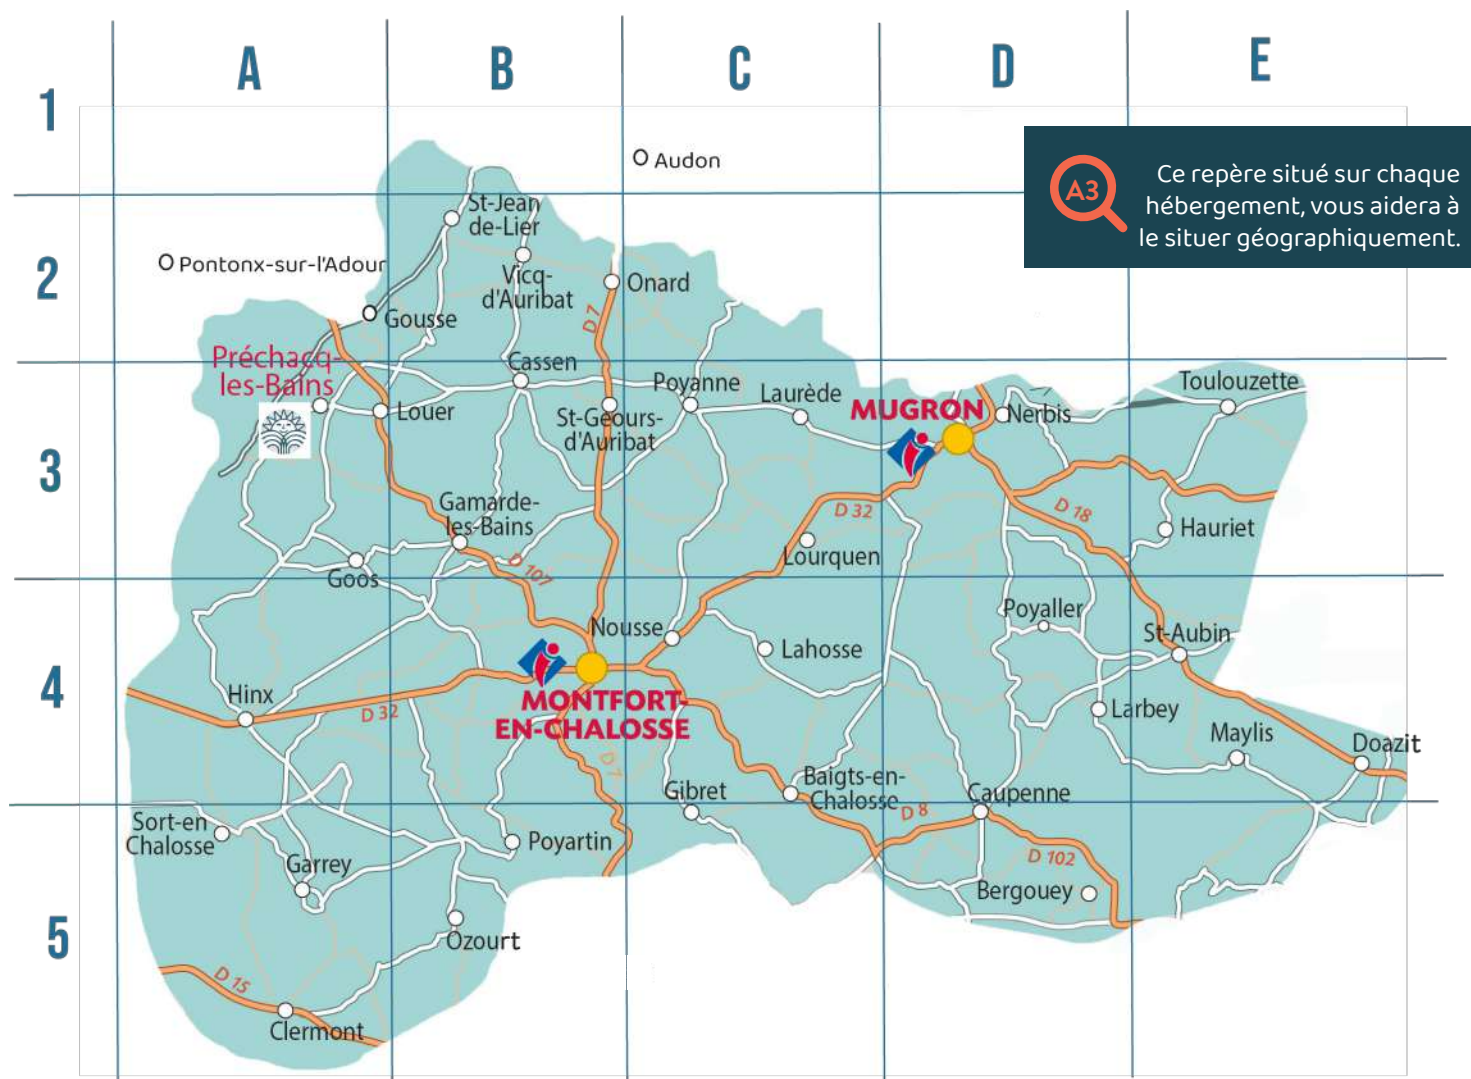 A
B
C
D
E
1
Audon
A3
Ce repère situé sur chaque
hébergement, vous aidera à
le situer géographiquement.
St-Jean
de-Lier
2
Pontonx-sur-l'Adour
Vicq-
d'Auribat
Onard
D 7
Gousse
Préchacq-
les-Bains
Cassen
Poyanne
Laurède
Toulouzette
MUGRON
Nerbis
Louer
St-Geours-
d'Auribat
3
Gamarde-
les-Bains
D 32
D 18
Hauriet
Lourquen
D 107
Goos
Nousse
Poyaller
St-Aubin
Lahosse
4
Hinx
D 32
MONTFORT-
EN-CHALOSSE
Larbey
Maylis
Doazit
D 7
Gibret
Baigts-en-
Chalosse
D 8
Caupenne
Sort-en
Chalosse
Garrey
Poyartin
D 102
Bergouey
5
Ozourt
D 15
Clermont